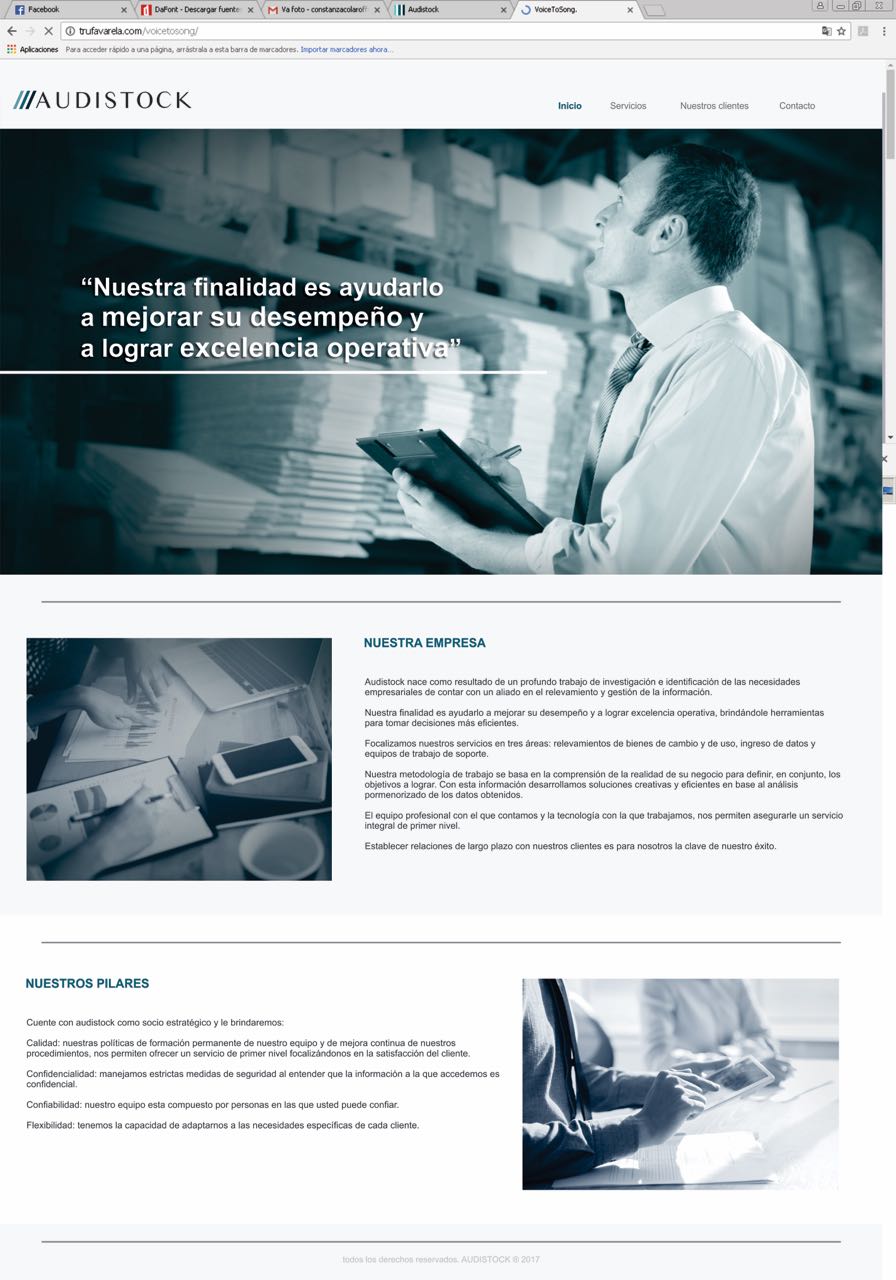 Facebook
DaFont - Descargar fuente
Ya foto - constanzacolaroff
Audistock
VoiceToSong.
trufavarela.com/voicetosong/
Aplicaciones Para acceder rápido a una página, arrástrala a esta barra de marcadores. Importar marcadores ahora...
AUDISTOCK
Inicio Servicios Nuestros clientes Contacto
“Nuestra finalidad es ayudarlo
a mejorar su desempeño y
a lograr excelencia operativa”
NUESTRA EMPRESA
Audistock nace como resultado de un profundo trabajo de investigación e identificación de las necesidades
empresariales de contar con un aliado en el relevamiento y gestión de la información.
Nuestra finalidad es ayudarlo a mejorar su desempeño y a lograr excelencia operativa, brindándole herramientas
para tomar decisiones más eficientes.
Focalizamos nuestros servicios en tres áreas: relevamientos de bienes de cambio y de uso, ingreso de datos y
equipos de trabajo de soporte.
Nuestra metodología de trabajo se basa en la comprensión de la realidad de su negocio para definir, en conjunto, los
objetivos a lograr. Con esta información desarrollamos soluciones creativas y eficientes en base al análisis
pormenorizado de los datos obtenidos.
El equipo profesional con el que contamos y la tecnología con la que trabajamos, nos permiten asegurarle un servicio
integral de primer nivel.
Establecer relaciones de largo plazo con nuestros clientes es para nosotros la clave de nuestro éxito.
NUESTROS PILARES
Cuente con audistock como socio estratégico y le brindaremos:
Calidad: nuestras políticas de formación permanente de nuestro equipo y de mejora continua de nuestros
procedimientos, nos permiten ofrecer un servicio de primer nivel focalizándonos en la satisfacción del cliente.
Confidencialidad: manejamos estrictas medidas de seguridad al entender que la información a la que accedemos es
confidencial.
Confiabilidad: nuestro equipo esta compuesto por personas en las que usted puede confiar.
Flexibilidad: tenemos la capacidad de adaptarnos a las necesidades específicas de cada cliente.
todos los derechos reservados. AUDISTOCK ® 2017